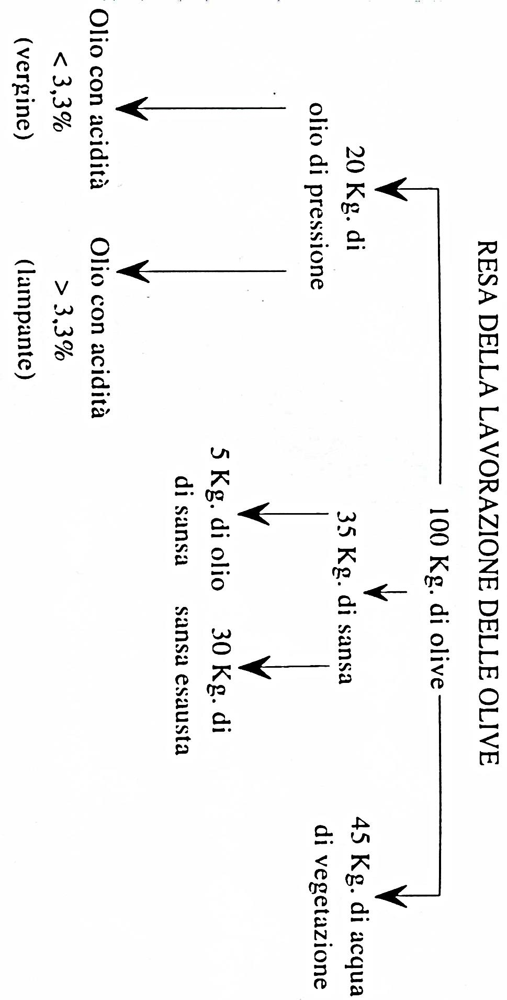 RESA DELLA LAVORAZIONE DELLE OLIVE
100 Kg. di olive
20 Kg. di
olio di pressione
35 Kg. di sansa
45 Kg. di acqua
di vegetazione
5 Kg. di olio
di sansa
30 Kg. di
sansa esausta
Olio con acidità
< 3,3%
(vergine)
Olio con acidità
> 3,3%
(lampante)